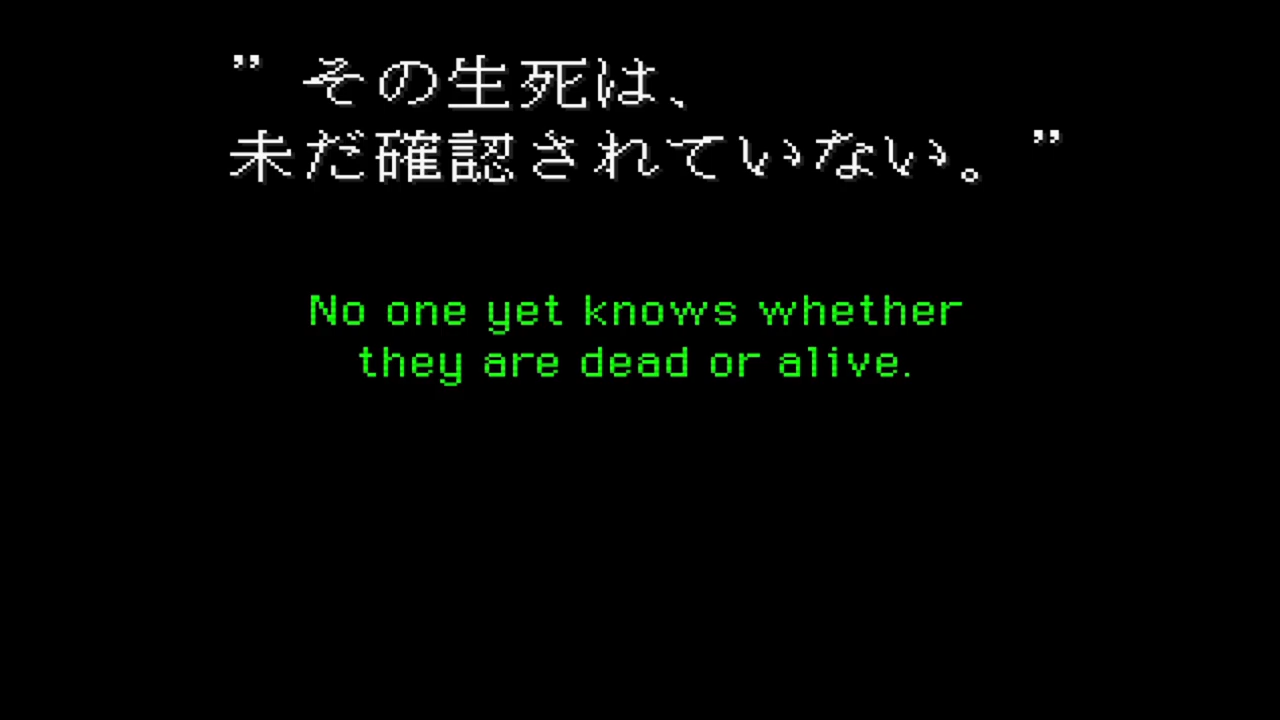 ” その生死は、
未だ確認されていない。 ”
No one yet knows whether
they are dead or alive.